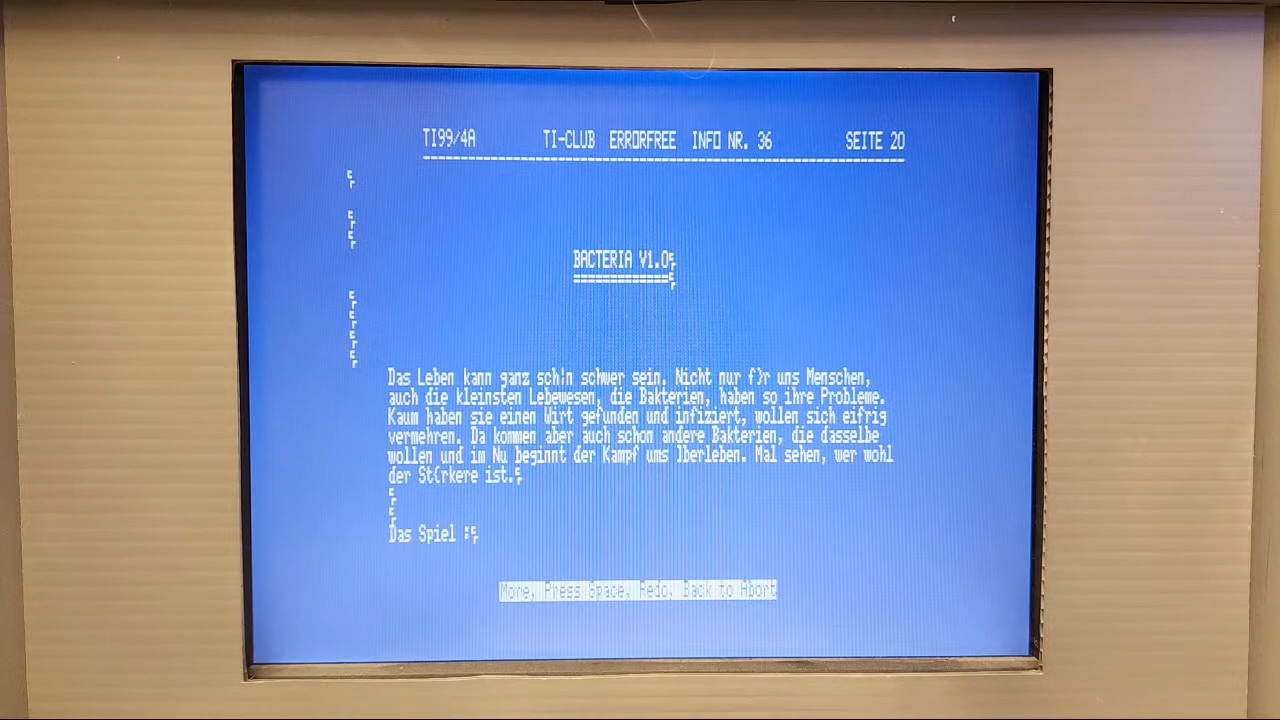 TI99/4A TI-CLUB ERRORFREE INFO NR. 36 SEITE 20
--------------------------------------------------------------
BACTERIA V1.0
=============
Das Leben kann ganz sch|n schwer sein. Nicht nur f}r uns Menschen,
auch die kleinsten Lebewesen, die Bakterien, haben so ihre Probleme.
Kaum haben sie einen Wirt gefunden und infiziert, wollen sich eifrig
vermehren. Da kommen aber auch schon andere Bakterien, die dasselbe
wollen und im Nu beginnt der Kampf ums ]berleben. Mal sehen, wer wohl
der St{rkere ist.
Das Spiel :
More, Press Space, Redo, Back to Abort